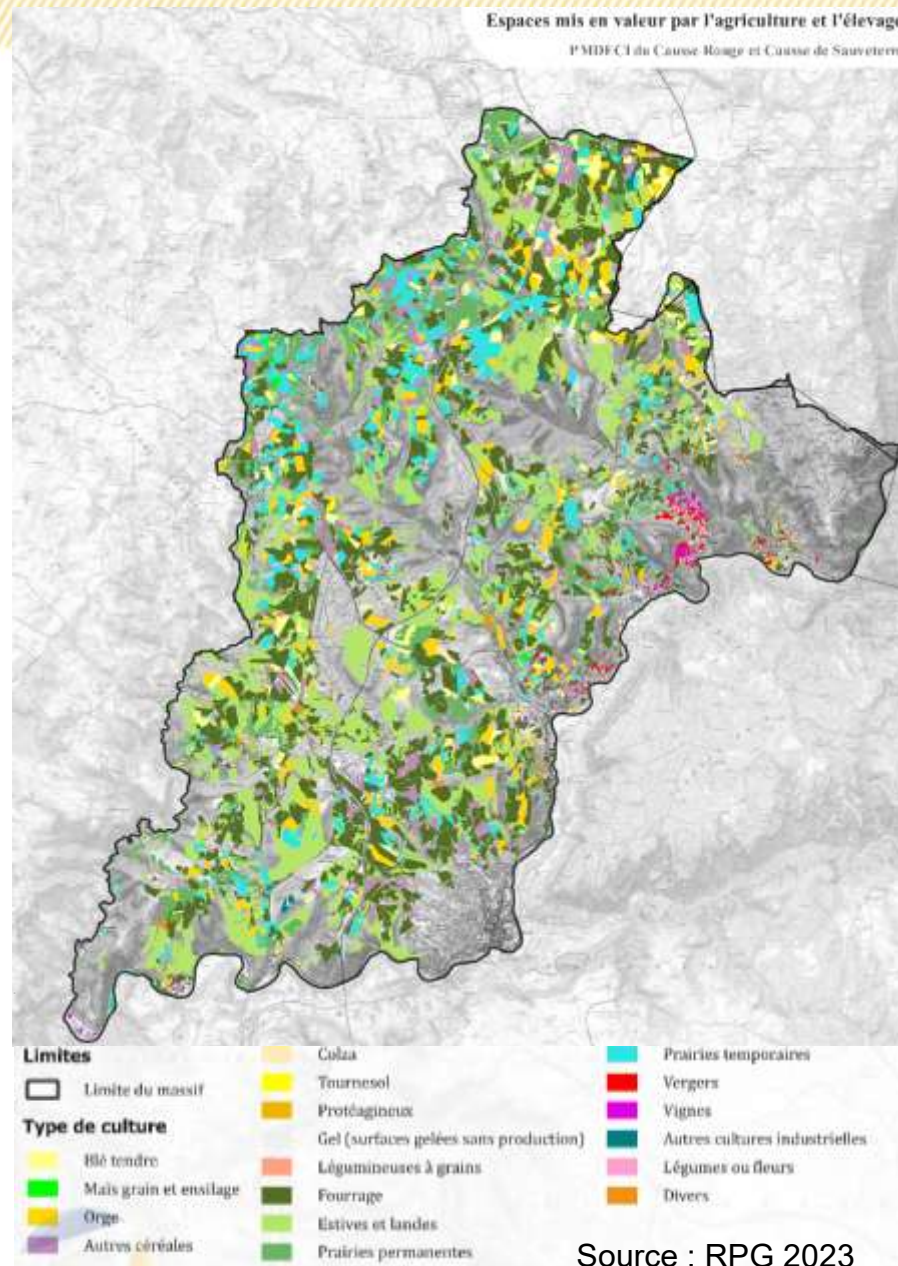 Espaces mis en valeur par l'agriculture et l'élevage
PMDFCI du Causse Rouge et Causse de Sauveterre
Limites
Limite du massif
Type de culture
Blé tendre
Maïs grain et ensilage
Orge
Autres céréales
Colza
Tournesol
Protéagineux
Gel (surfaces gelées sans production)
Légumineuses à grains
Fourrage
Estives et landes
Prairies permanentes
Prairies temporaires
Vergers
Vignes
Autres cultures industrielles
Légumes ou fleurs
Divers
Source : RPG 2023